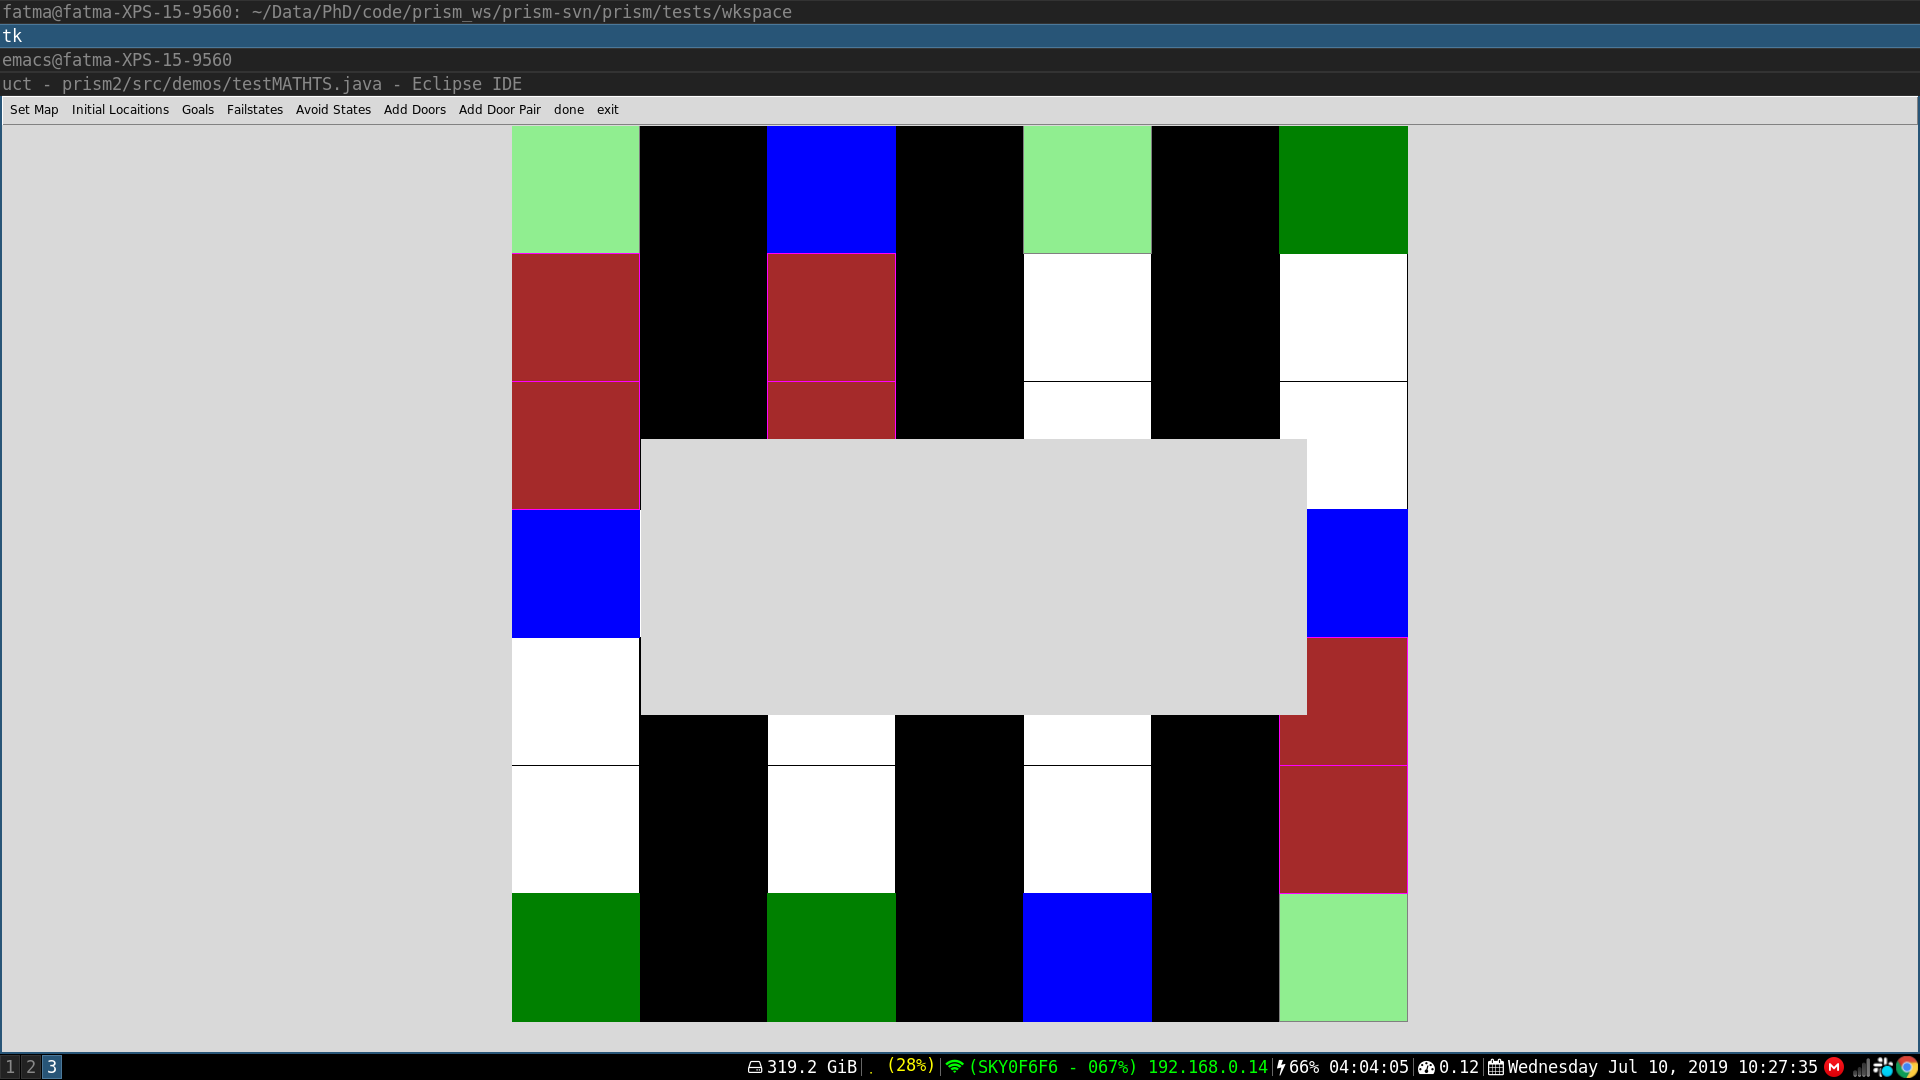 fatma@fatma-XPS-15-9560: ~/Data/PhD/code/prism_ws/prism-svn/prism/tests/wkspace
tk
emacs@fatma-XPS-15-9560
uct - prism2/src/demos/testMATHTS.java - Eclipse IDE
Set Map Initial Locaitions Goals Failstates Avoid States Add Doors Add Door Pair done exit
1 2 3 319.2 GiB . (28%) (SKY0F6F6 - 067%) 192.168.0.14 66% 04:04:05 0.12 Wednesday Jul 10, 2019 10:27:35 M